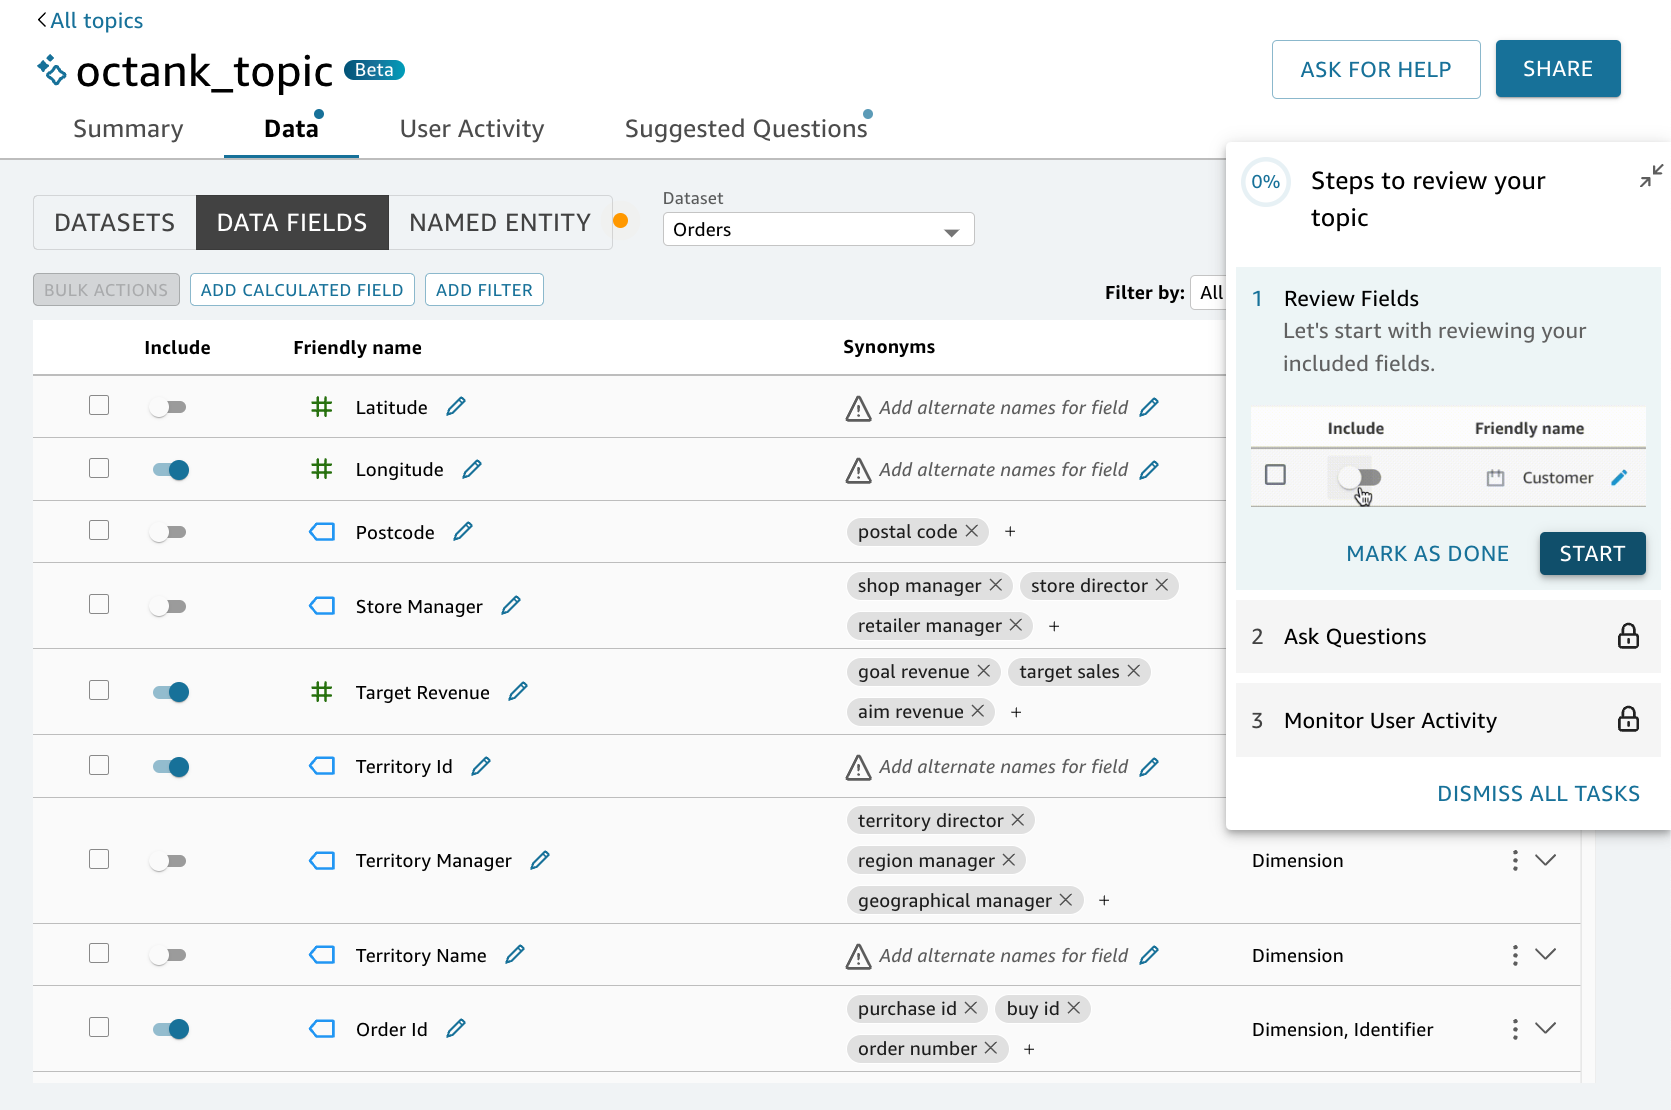 All topics
octank_topic Beta
ASK FOR HELP
SHARE
Summary
Data
User Activity
Suggested Questions
DATASETS
DATA FIELDS
NAMED ENTITY
Dataset
Orders
BULK ACTIONS
ADD CALCULATED FIELD
ADD FILTER
Filter by: All
Include
Friendly name
Synonyms
Latitude
Add alternate names for field
Longitude
Add alternate names for field
Postcode
postal code
Store Manager
shop manager
store director
retailer manager
Target Revenue
goal revenue
target sales
aim revenue
Territory Id
Add alternate names for field
Territory Manager
territory director
region manager
geographical manager
Dimension
Territory Name
Add alternate names for field
Dimension
Order Id
purchase id
buy id
order number
Dimension, Identifier
0%
Steps to review your
topic
1 Review Fields
Let's start with reviewing your
included fields.
Include
Friendly name
Customer
MARK AS DONE
START
2 Ask Questions
3 Monitor User Activity
DISMISS ALL TASKS